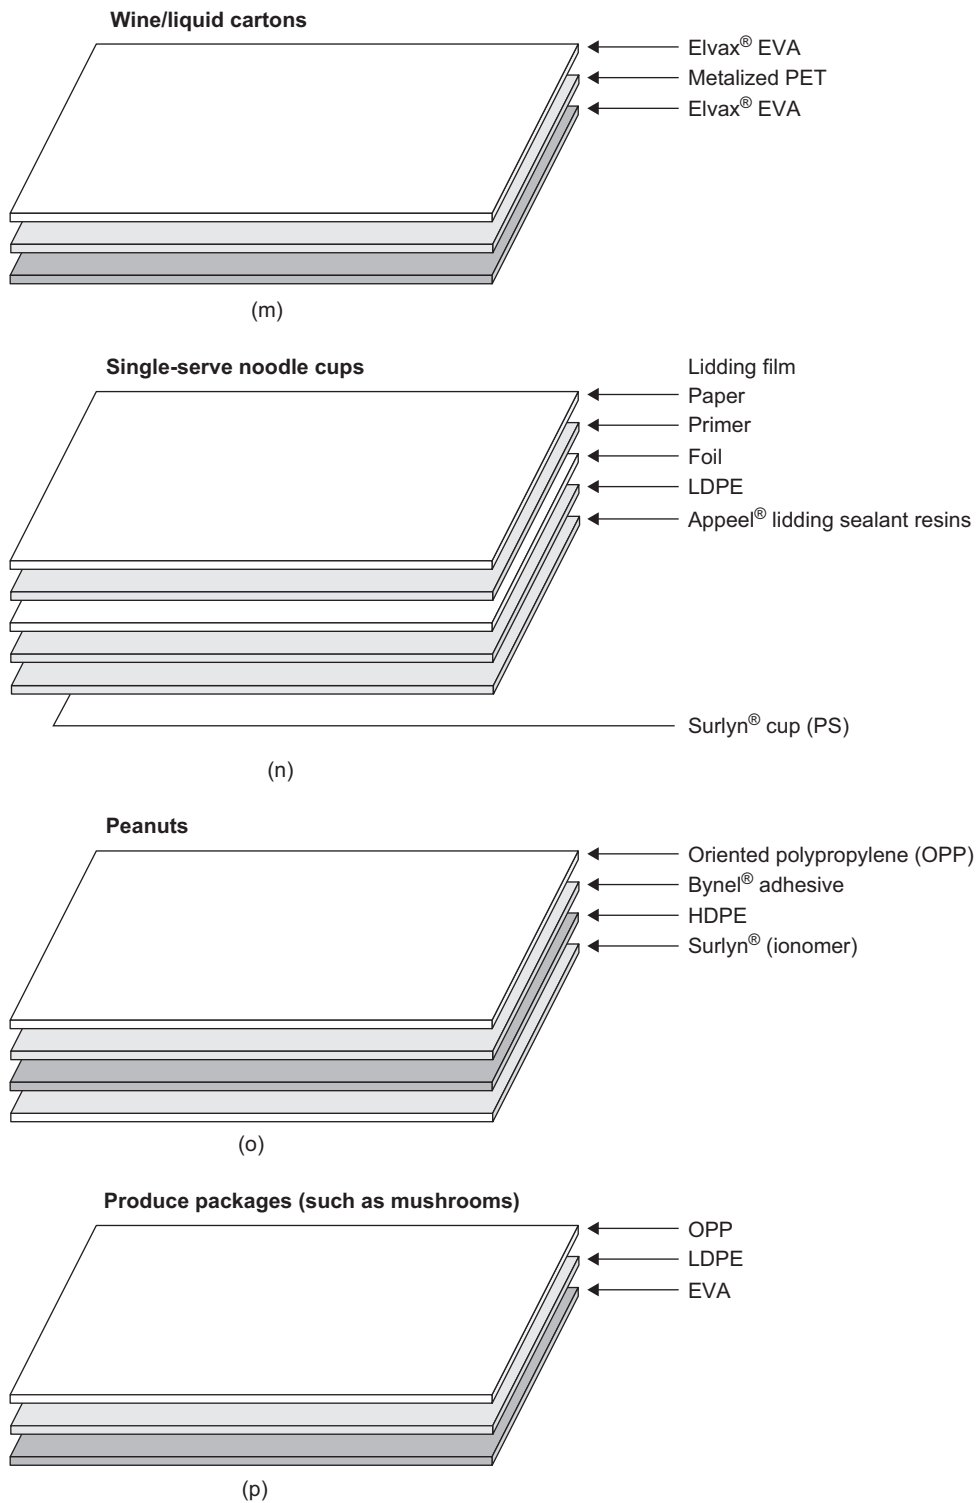 Wine/liquid cartons
Elvax® EVA
Metalized PET
Elvax® EVA
(m)
Single-serve noodle cups
Lidding film
Paper
Primer
Foil
LDPE
Appeel® lidding sealant resins
Surlyn® cup (PS)
(n)
Peanuts
Oriented polypropylene (OPP)
Bynel® adhesive
HDPE
Surlyn® (ionomer)
(o)
Produce packages (such as mushrooms)
OPP
LDPE
EVA
(p)